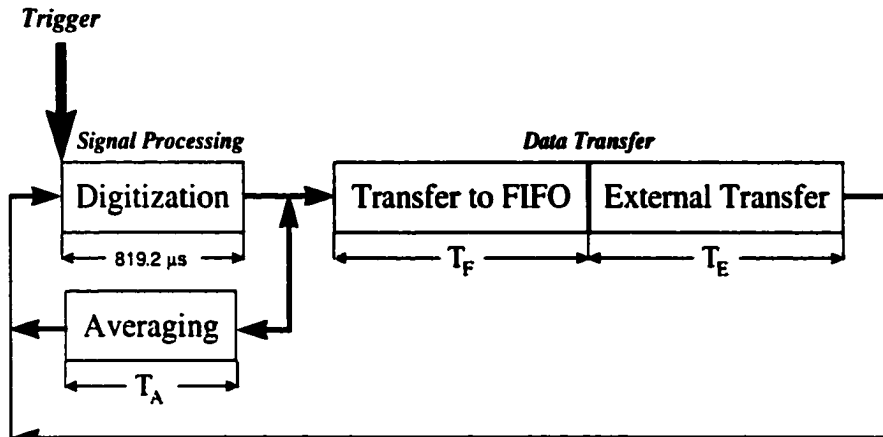 Trigger
Signal Processing
Data Transfer
Digitization
Transfer to FIFO
External Transfer
819.2 µs
T_F
T_E
Averaging
T_A